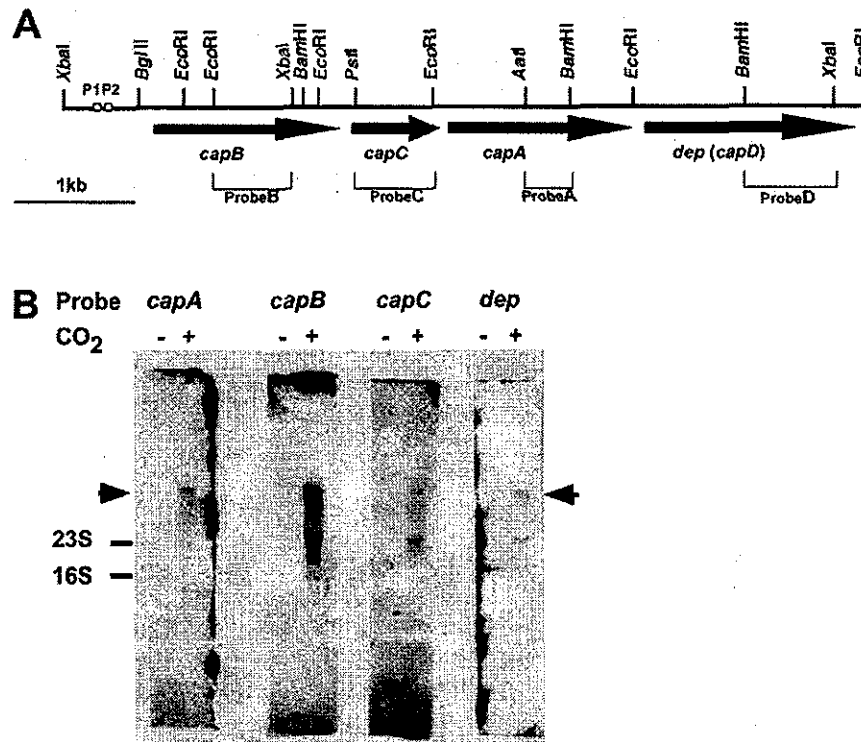 A
XbaI BglII EcoRI EcoRI XbaI BamHI EcoRI PstI EcoRI AatI BamHI EcoRI BamHI XbaI EcoRI
P1P2
capB capC capA dep (capD)
1kb ProbeB ProbeC ProbeA ProbeD
B Probe capA capB capC dep
CO2 - + - + - + - +
23S
16S